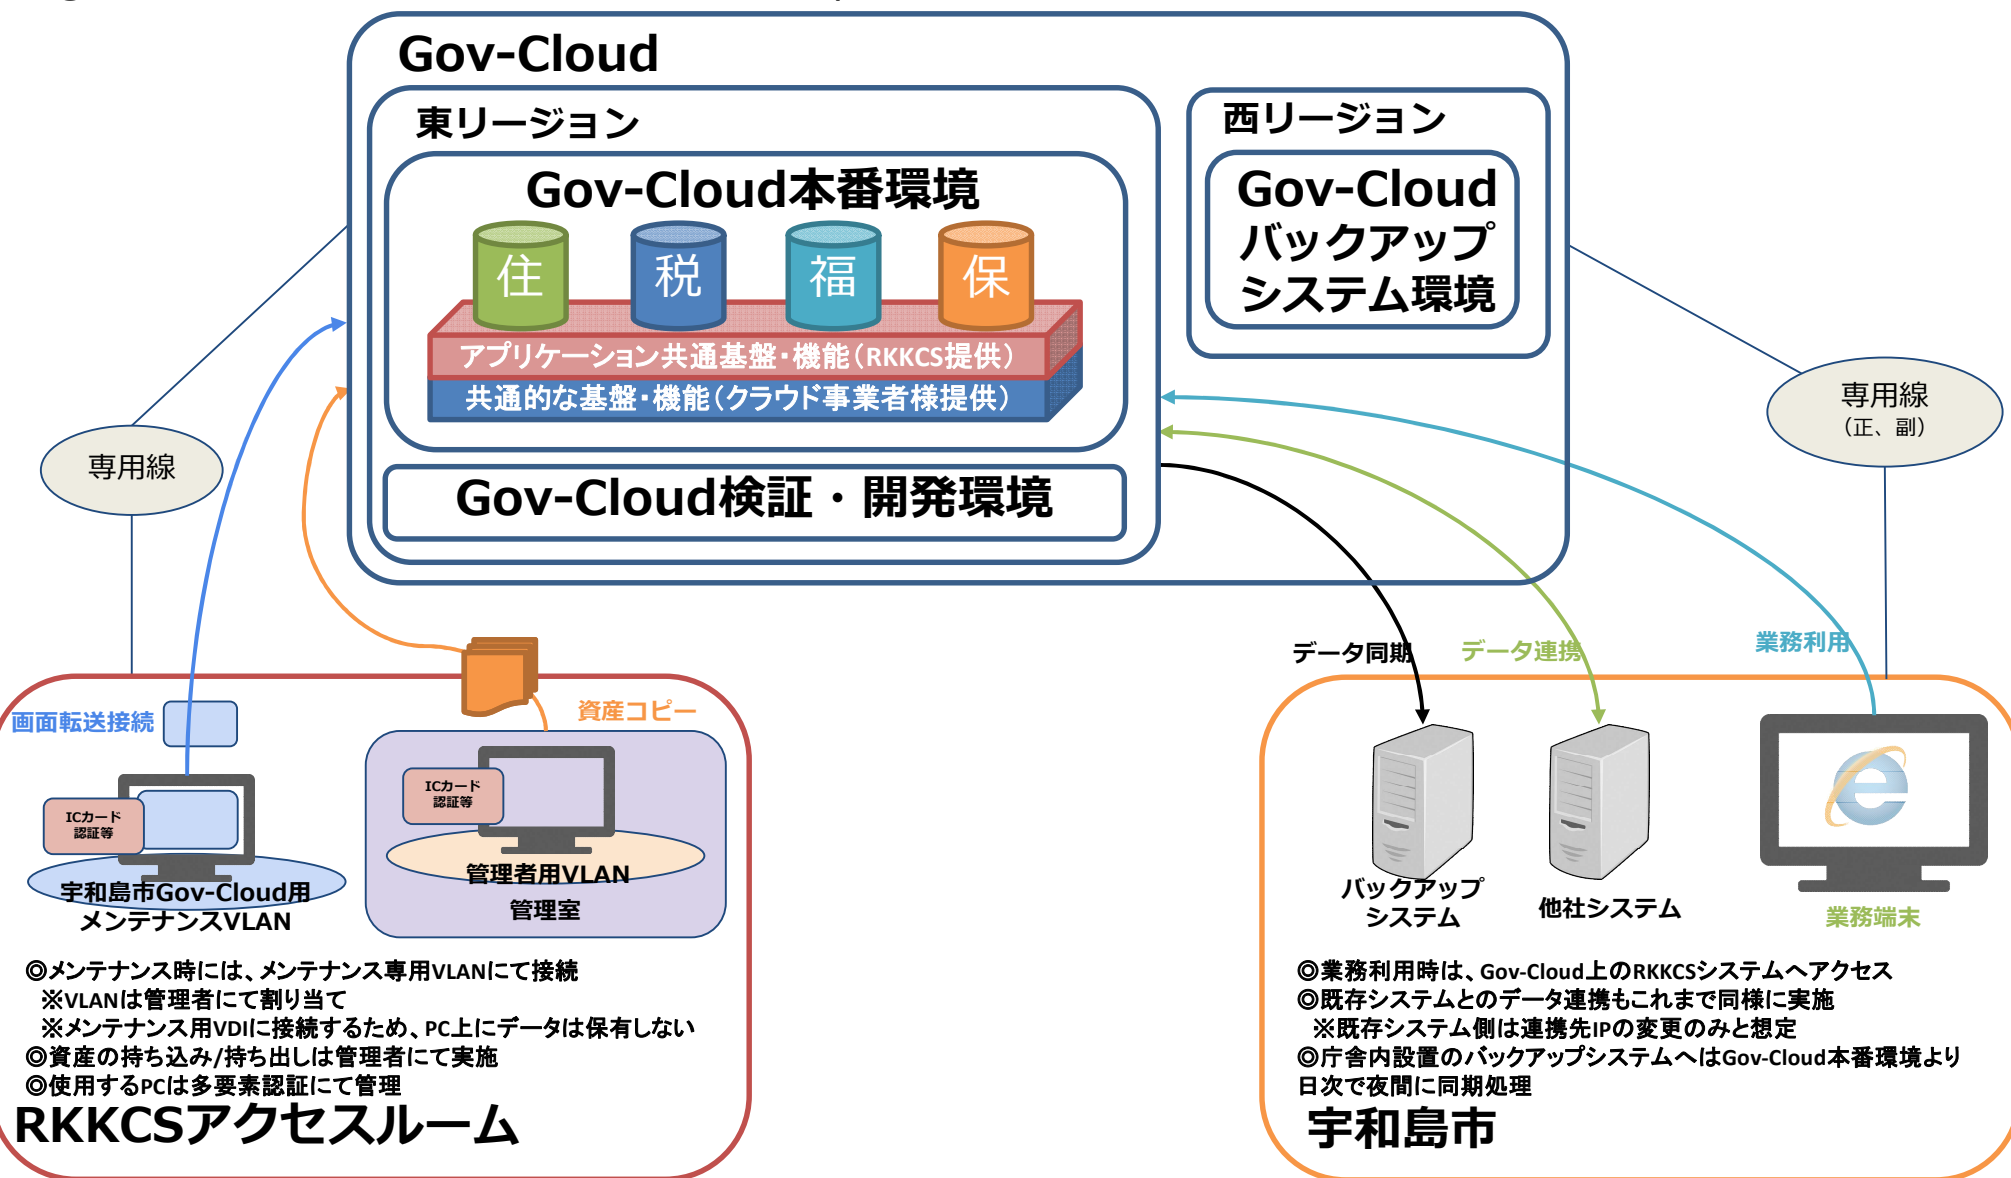 Gov-Cloud
東リージョン
Gov-Cloud本番環境
住
税
福
保
アプリケーション共通基盤・機能（RKKCS提供）
共通的な基盤・機能（クラウド事業者様提供）
Gov-Cloud検証・開発環境
西リージョン
Gov-Cloud
バックアップ
システム環境
専用線
専用線
（正、副）
画面転送接続
資産コピー
ICカード
認証等
宇和島市Gov-Cloud用
メンテナンスVLAN
ICカード
認証等
管理者用VLAN
管理室
◎メンテナンス時には、メンテナンス専用VLANにて接続
※VLANは管理者にて割り当て
※メンテナンス用VDIに接続するため、PC上にデータは保有しない
◎資産の持ち込み/持ち出しは管理者にて実施
◎使用するPCは多要素認証にて管理
RKKCSアクセスルーム
データ同期
データ連携
業務利用
バックアップ
システム
他社システム
業務端末
◎業務利用時は、Gov-Cloud上のRKKCSシステムへアクセス
◎既存システムとのデータ連携もこれまで同様に実施
※既存システム側は連携先IPの変更のみと想定
◎庁舎内設置のバックアップシステムへはGov-Cloud本番環境より
日次で夜間に同期処理
宇和島市